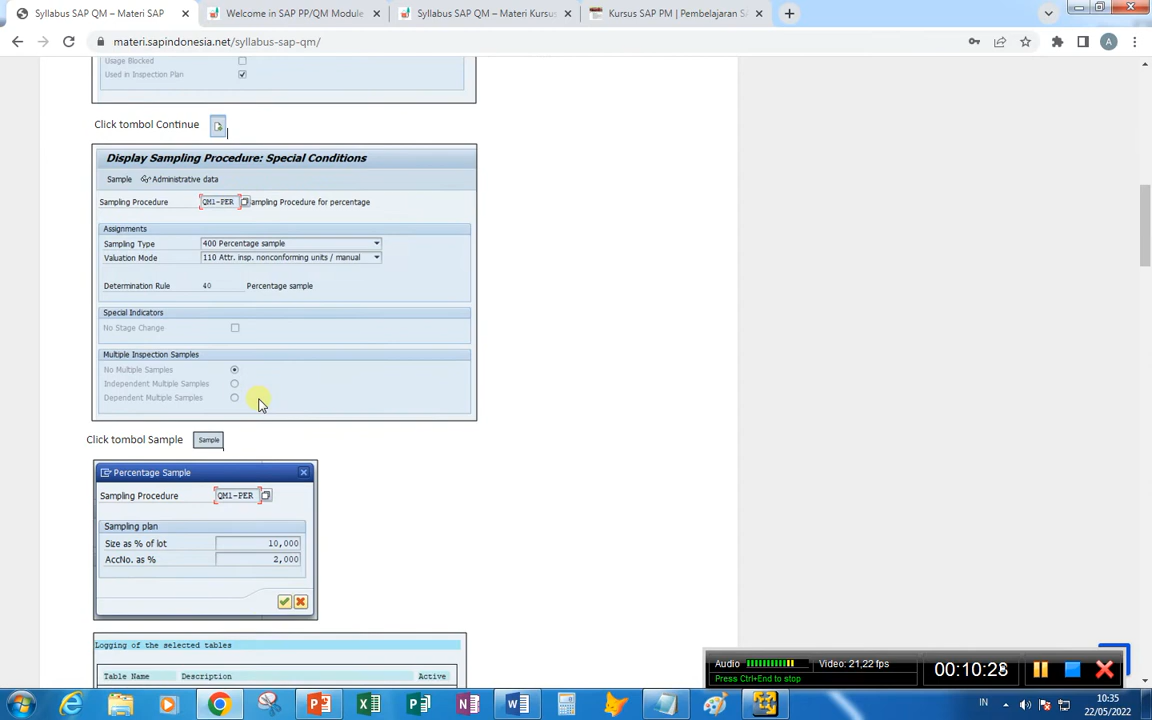 Syllabus SAP QM – Materi SAP
Welcome in SAP PP/QM Module
Syllabus SAP QM – Materi Kursus
Kursus SAP PM | Pembelajaran SA
materi.sapindonesia.net/syllabus-sap-qm/
A
Usage Blocked
Used in Inspection Plan
Click tombol Continue
Display Sampling Procedure: Special Conditions
Sample Administrative data
Sampling Procedure QM1-PER ampling Procedure for percentage
Assignments
Sampling Type 400 Percentage sample
Valuation Mode 110 Attr. insp. nonconforming units / manual
Determination Rule 40 Percentage sample
Special Indicators
No Stage Change
Multiple Inspection Samples
No Multiple Samples
Independent Multiple Samples
Dependent Multiple Samples
Click tombol Sample Sample
Percentage Sample
Sampling Procedure QM1-PER
Sampling plan
Size as % of lot 10,000
AccNo. as % 2,000
Logging of the selected tables
Table Name Description Active
Audio Video: 21,22 fps
Press Ctrl+End to stop
00:10:28
IN
10:35
22/05/2022